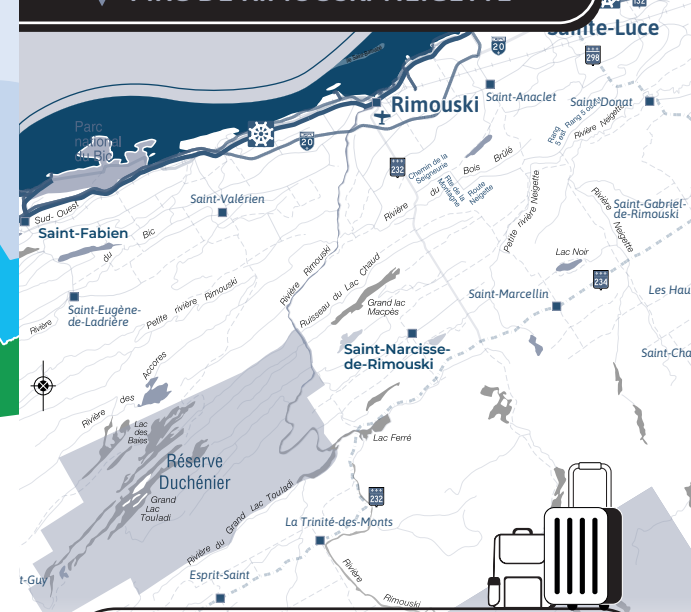 Sainte-Luce
132
20
298
Rimouski
Saint-Anaclet
Saint-Donat
Rang 5 est
Rang 5 ouest
Rivière Neigette
Parc
national
du Bic
20
232
Chemin de la
Seigneurie
Rte de la
Montagne
Route
Neigette
Rivière du Bois Brûlé
Petite rivière Neigette
Rivière Neigette
Saint-Gabriel-
de-Rimouski
Saint-Valérien
Sud-Ouest
Saint-Fabien
Rivière du Bic
Lac Noir
234
Les Hau
Saint-Marcellin
Rivière Rimouski
Ruisseau du Lac Chaud
Grand lac
Macpès
Petite rivière Rimouski
Saint-Eugène-
de-Ladrière
Saint-Narcisse-
de-Rimouski
Saint-Cha
Rivière des Accores
Lac
des
Baies
Lac Ferré
Réserve
Duchénier
Grand
Lac
Touladi
232
Rivière du Grand Lac Touladi
La Trinité-des-Monts
t-Guy
Esprit-Saint
Rivière Rimouski